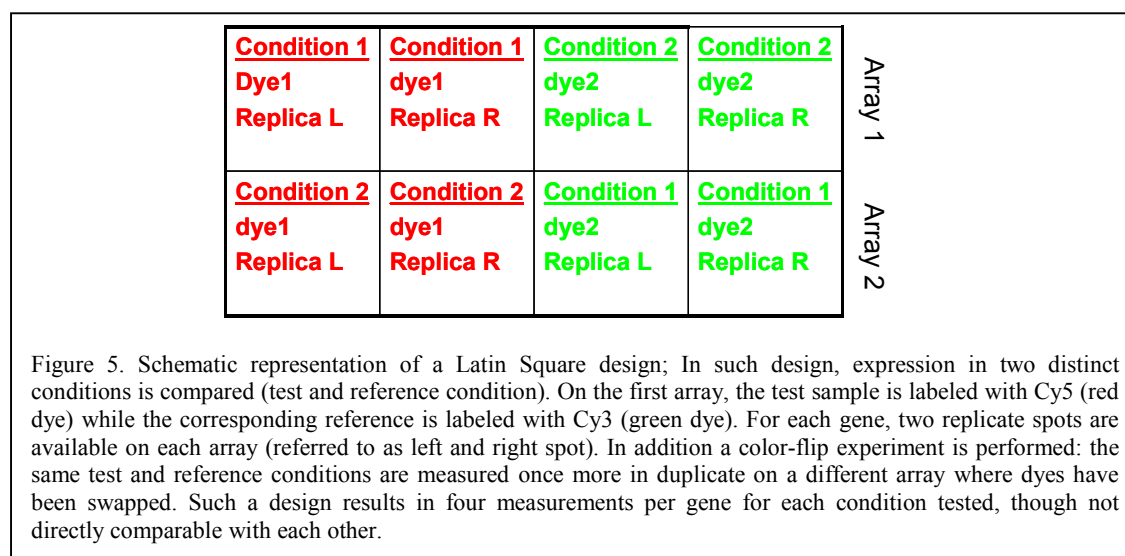 Condition 1 Condition 1 Condition 2 Condition 2
Dye1 dye1 dye2 dye2
Replica L Replica R Replica L Replica R
Array 1
Condition 2 Condition 2 Condition 1 Condition 1
dye1 dye1 dye2 dye2
Replica L Replica R Replica L Replica R
Array 2
Figure 5. Schematic representation of a Latin Square design; In such design, expression in two distinct
conditions is compared (test and reference condition). On the first array, the test sample is labeled with Cy5 (red
dye) while the corresponding reference is labeled with Cy3 (green dye). For each gene, two replicate spots are
available on each array (referred to as left and right spot). In addition a color-flip experiment is performed: the
same test and reference conditions are measured once more in duplicate on a different array where dyes have
been swapped. Such a design results in four measurements per gene for each condition tested, though not
directly comparable with each other.